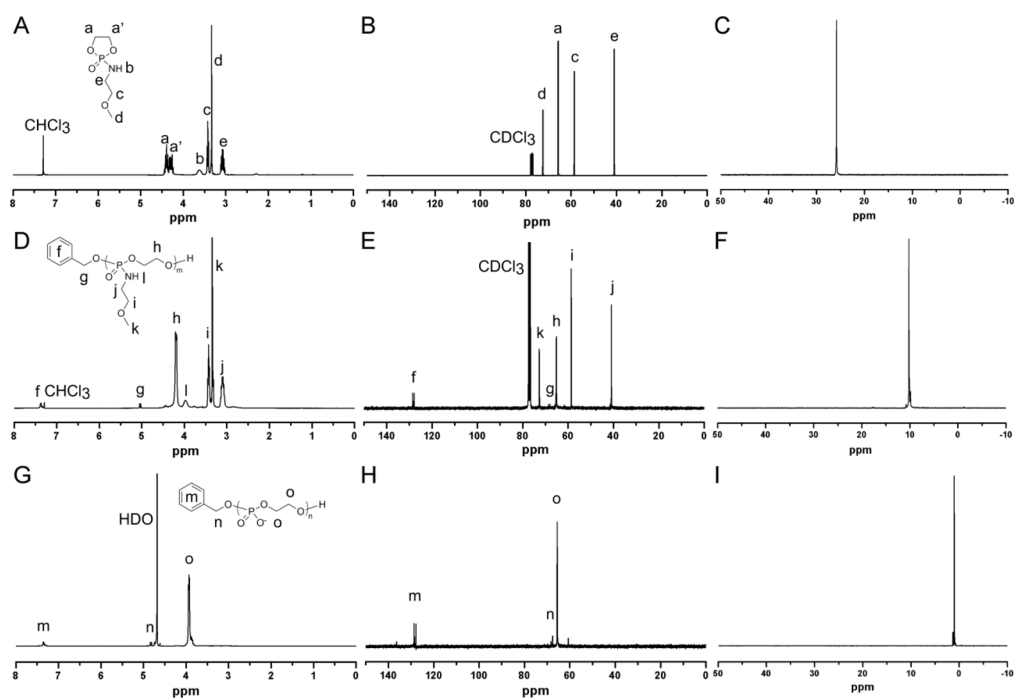 A
a a'
O O
P
O NH b
e
c
O
d
CHCl3
a
a'
b
c
d
e
8 7 6 5 4 3 2 1 0
ppm
B
CDCl3
d
a
c
e
140 120 100 80 60 40 20 0
ppm
C
50 40 30 20 10 0 -10
ppm
D
f
g
O P O h O H
m
O NH l
j
i
O
k
f CHCl3
g
h
l
i
k
j
8 7 6 5 4 3 2 1 0
ppm
E
f
CDCl3
k
g
h
i
j
140 120 100 80 60 40 20 0
ppm
F
50 40 30 20 10 0 -10
ppm
G
HDO
m
n
O P O O H
n
O O-
o
o
m
n
o
8 7 6 5 4 3 2 1 0
ppm
H
m
n
o
140 120 100 80 60 40 20 0
ppm
I
50 40 30 20 10 0 -10
ppm